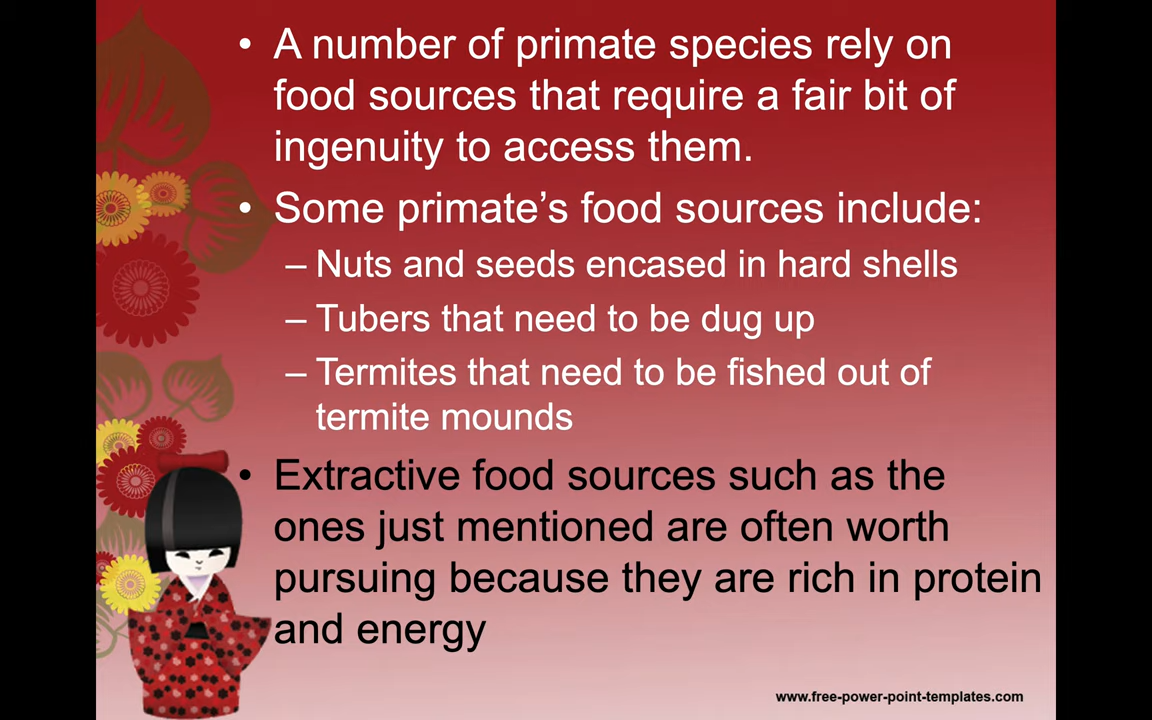 • A number of primate species rely on
food sources that require a fair bit of
ingenuity to access them.
• Some primate's food sources include:
– Nuts and seeds encased in hard shells
– Tubers that need to be dug up
– Termites that need to be fished out of
termite mounds
• Extractive food sources such as the
ones just mentioned are often worth
pursuing because they are rich in protein
and energy
www.free-power-point-templates.com